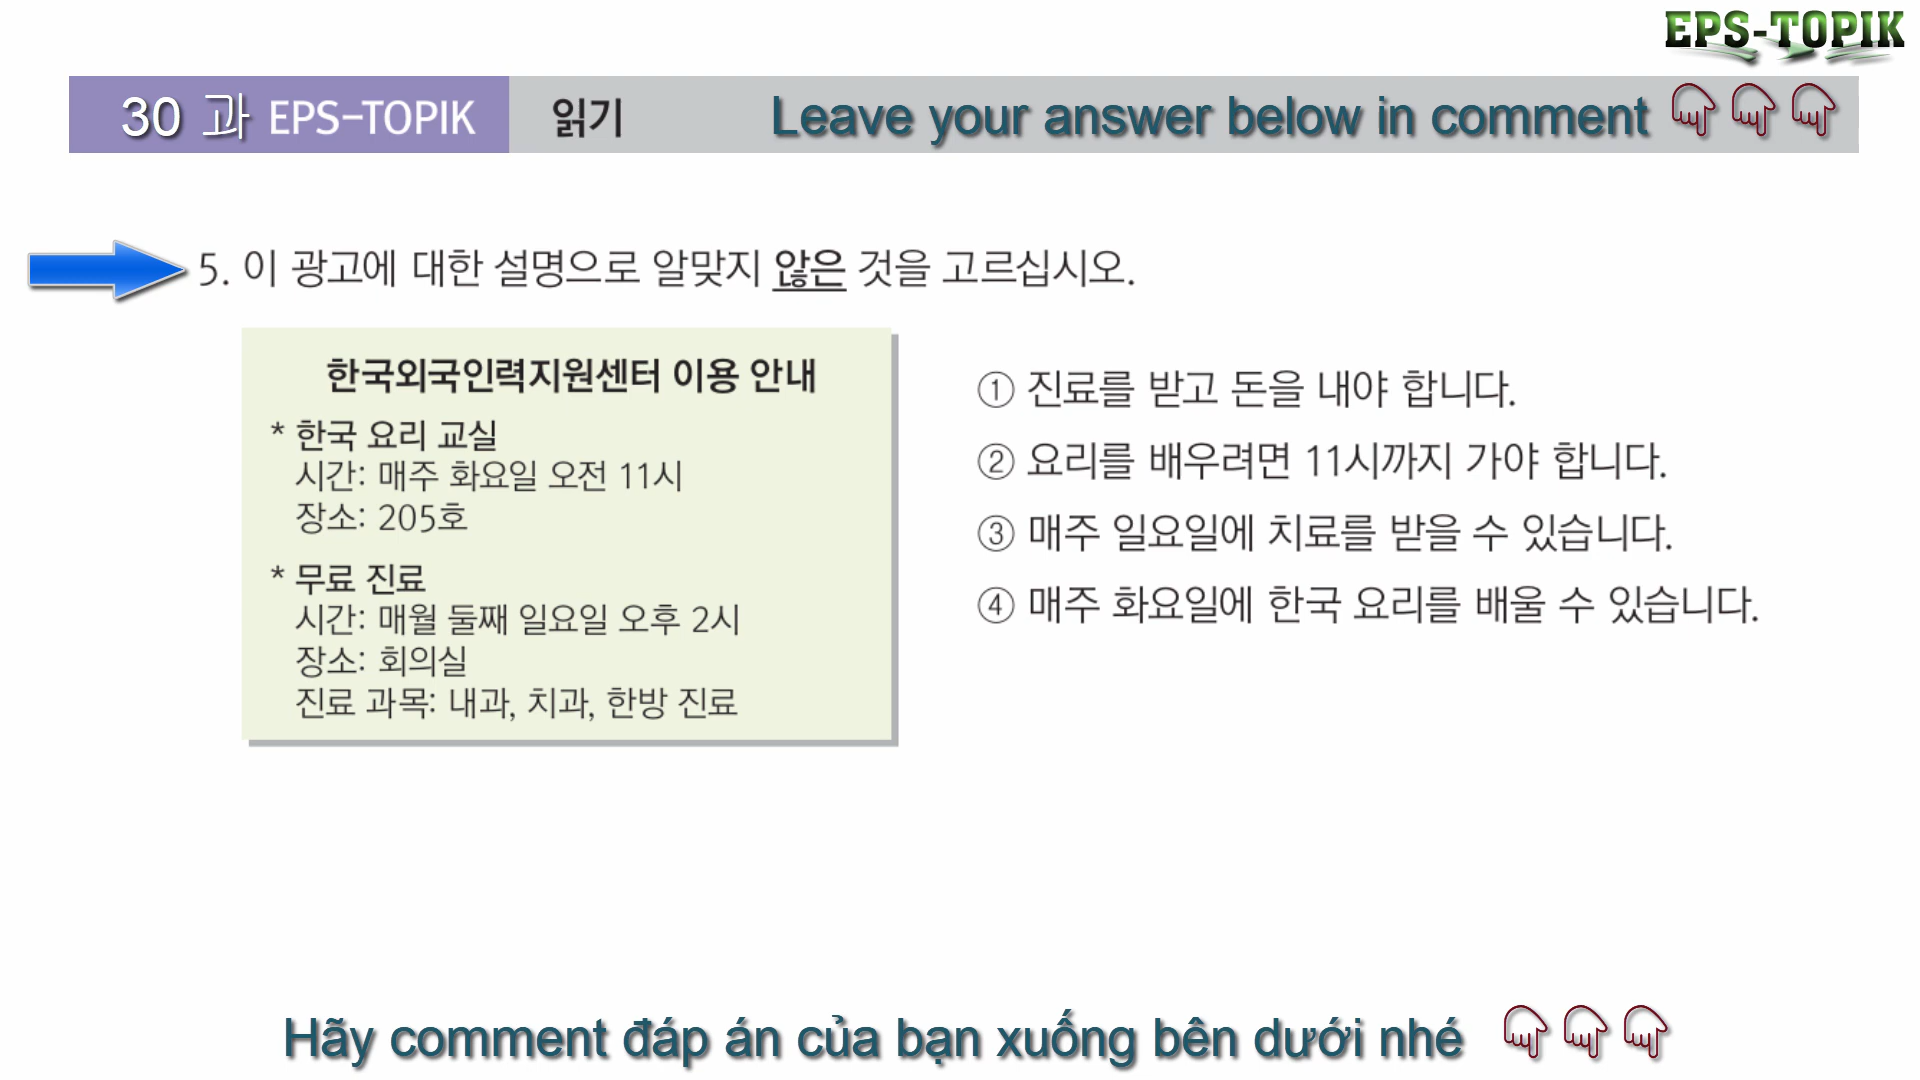 EPS-TOPIK
30 과 EPS-TOPIK 읽기 Leave your answer below in comment
5. 이 광고에 대한 설명으로 알맞지 않은 것을 고르십시오.
한국외국인력지원센터 이용 안내
* 한국 요리 교실
시간: 매주 화요일 오전 11시
장소: 205호
* 무료 진료
시간: 매월 둘째 일요일 오후 2시
장소: 회의실
진료 과목: 내과, 치과, 한방 진료
① 진료를 받고 돈을 내야 합니다.
② 요리를 배우려면 11시까지 가야 합니다.
③ 매주 일요일에 치료를 받을 수 있습니다.
④ 매주 화요일에 한국 요리를 배울 수 있습니다.
Hãy comment đáp án của bạn xuống bên dưới nhé